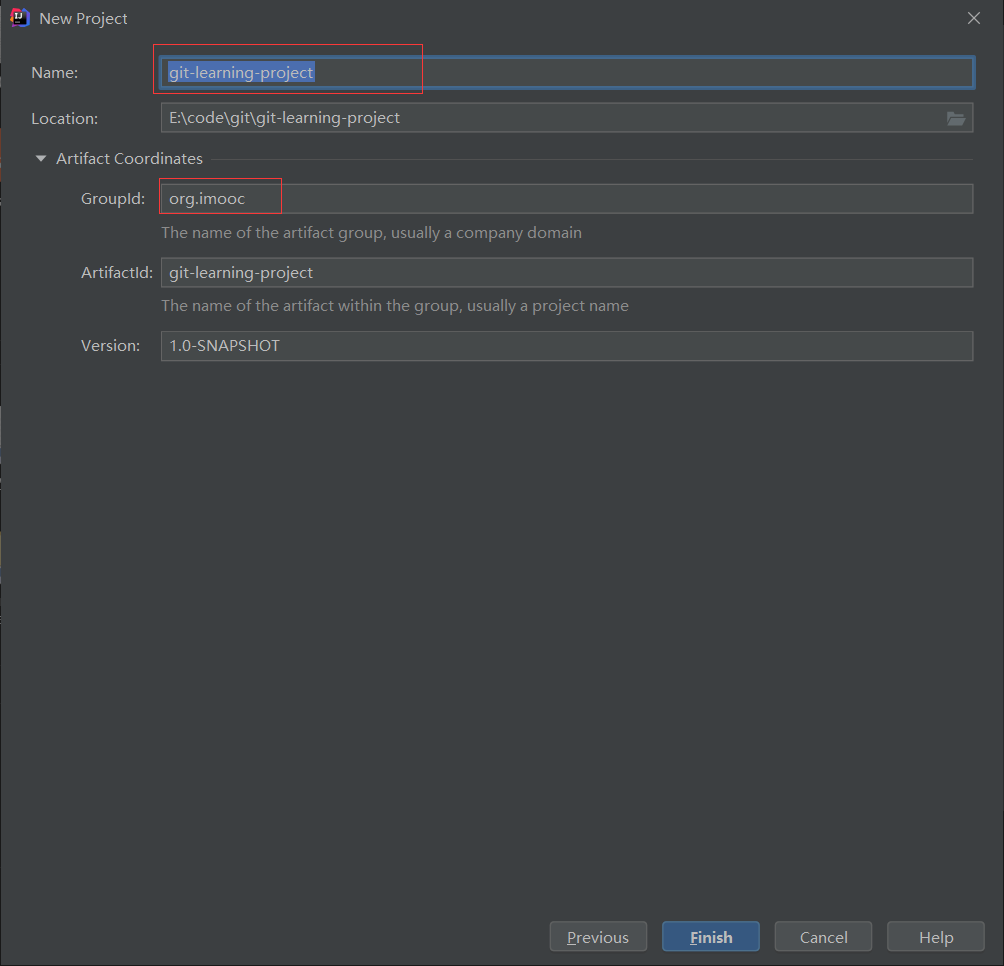 New Project
Name: git-learning-project
Location: E:\code\git\git-learning-project
Artifact Coordinates
GroupId: org.imooc
The name of the artifact group, usually a company domain
ArtifactId: git-learning-project
The name of the artifact within the group, usually a project name
Version: 1.0-SNAPSHOT
Previous Finish Cancel Help